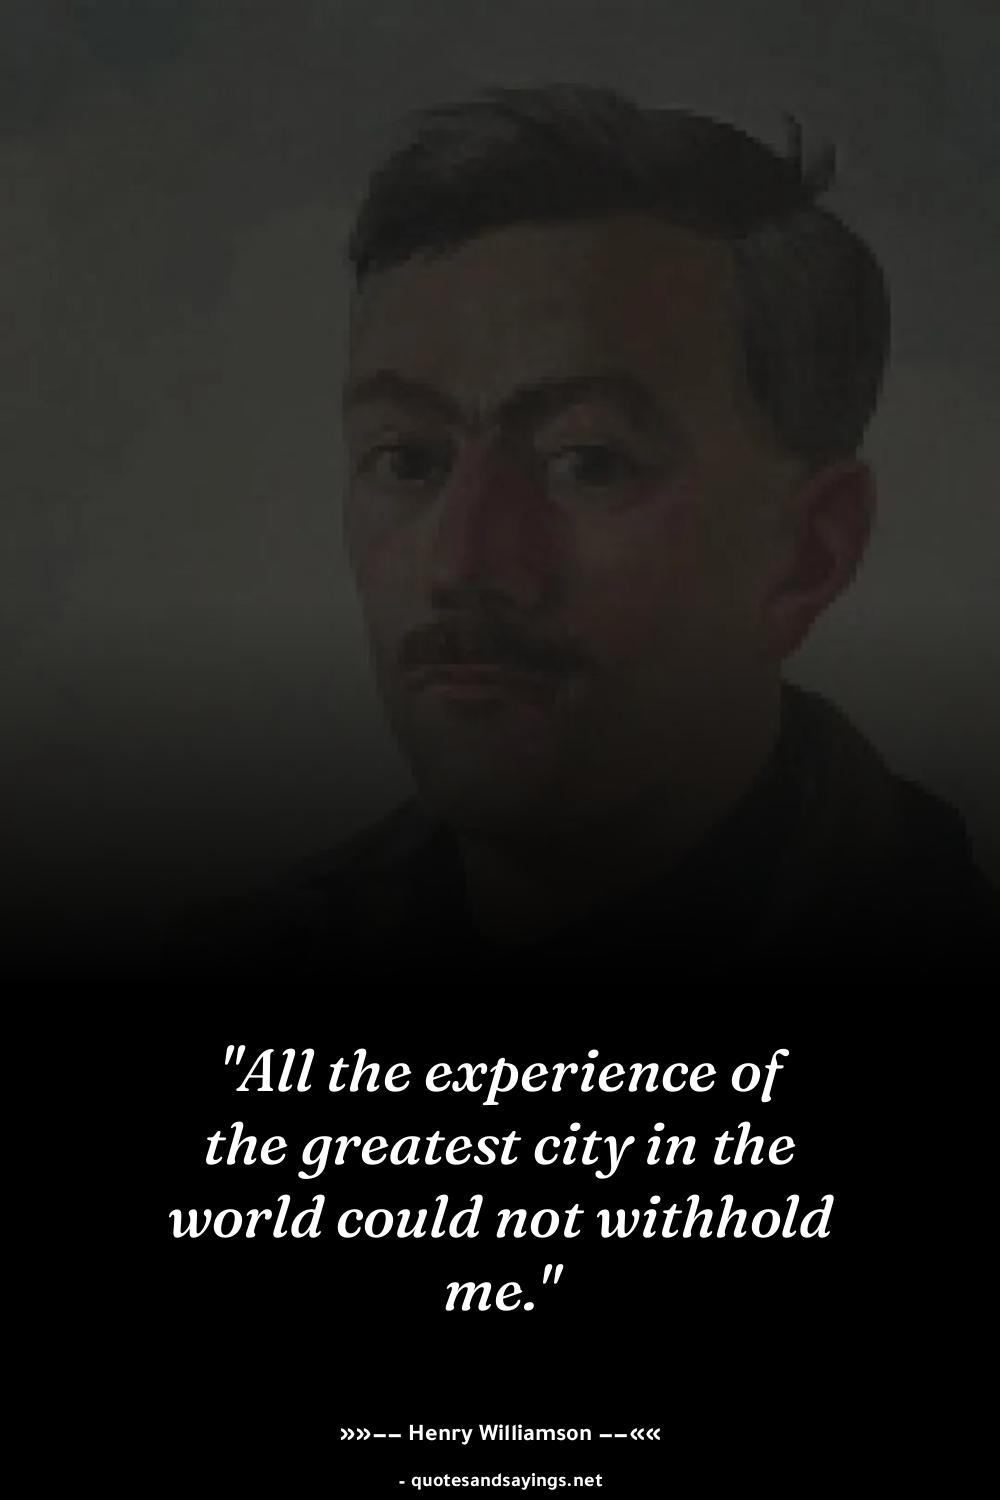 "All the experience of
the greatest city in the
world could not withhold
me."
»»–– Henry Williamson ––««
- quotesandsayings.net